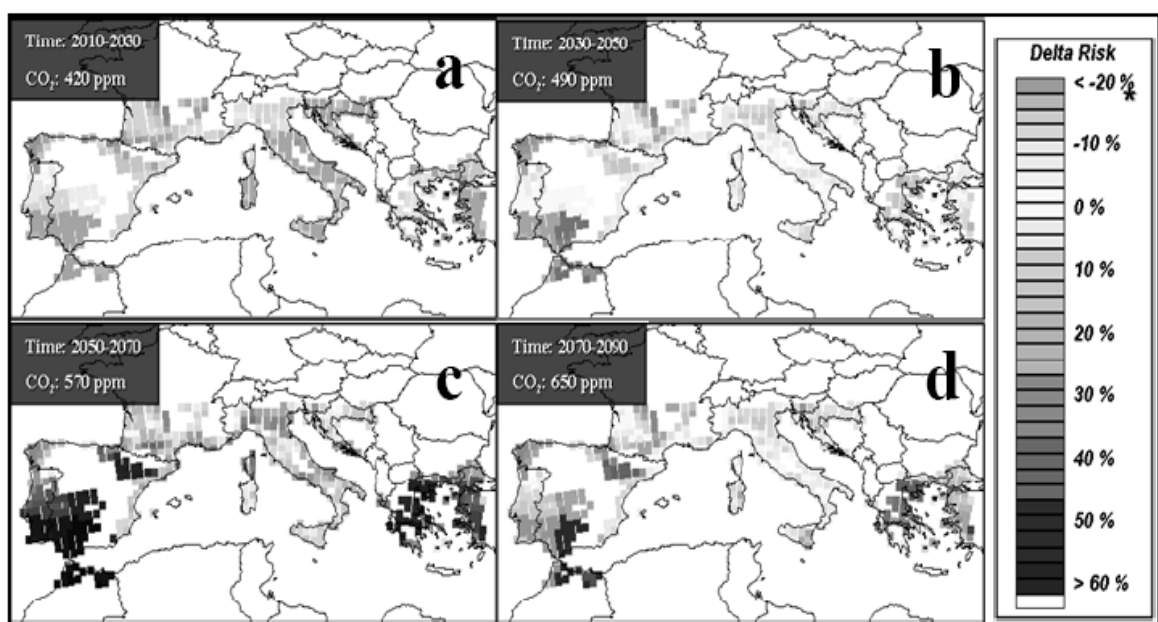 Time: 2010-2030
CO₂: 420 ppm
a
Time: 2030-2050
CO₂: 490 ppm
b
Time: 2050-2070
CO₂: 570 ppm
c
Time: 2070-2090
CO₂: 650 ppm
d
Delta Risk
< -20 %
*
-10 %
0 %
10 %
20 %
30 %
40 %
50 %
> 60 %